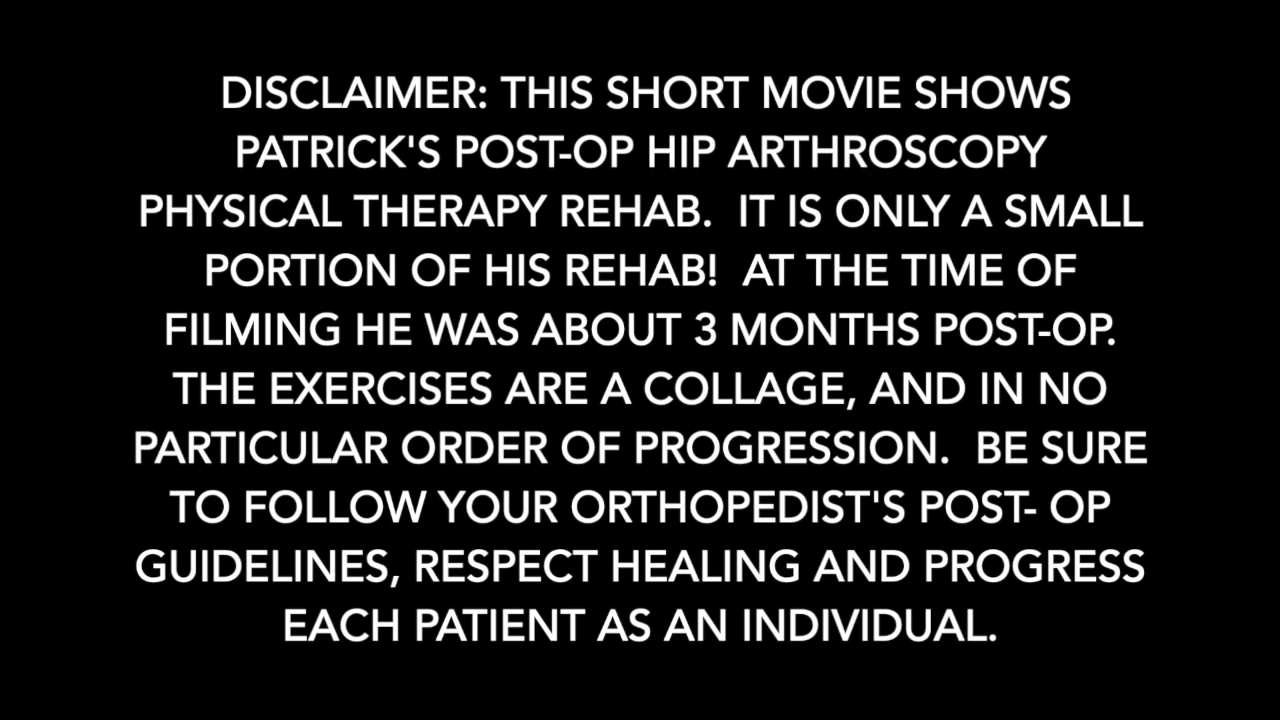 DISCLAIMER: THIS SHORT MOVIE SHOWS
PATRICK'S POST-OP HIP ARTHROSCOPY
PHYSICAL THERAPY REHAB.  IT IS ONLY A SMALL
PORTION OF HIS REHAB!  AT THE TIME OF
FILMING HE WAS ABOUT 3 MONTHS POST-OP.
THE EXERCISES ARE A COLLAGE, AND IN NO
PARTICULAR ORDER OF PROGRESSION.  BE SURE
TO FOLLOW YOUR ORTHOPEDIST'S POST- OP
GUIDELINES, RESPECT HEALING AND PROGRESS
EACH PATIENT AS AN INDIVIDUAL.